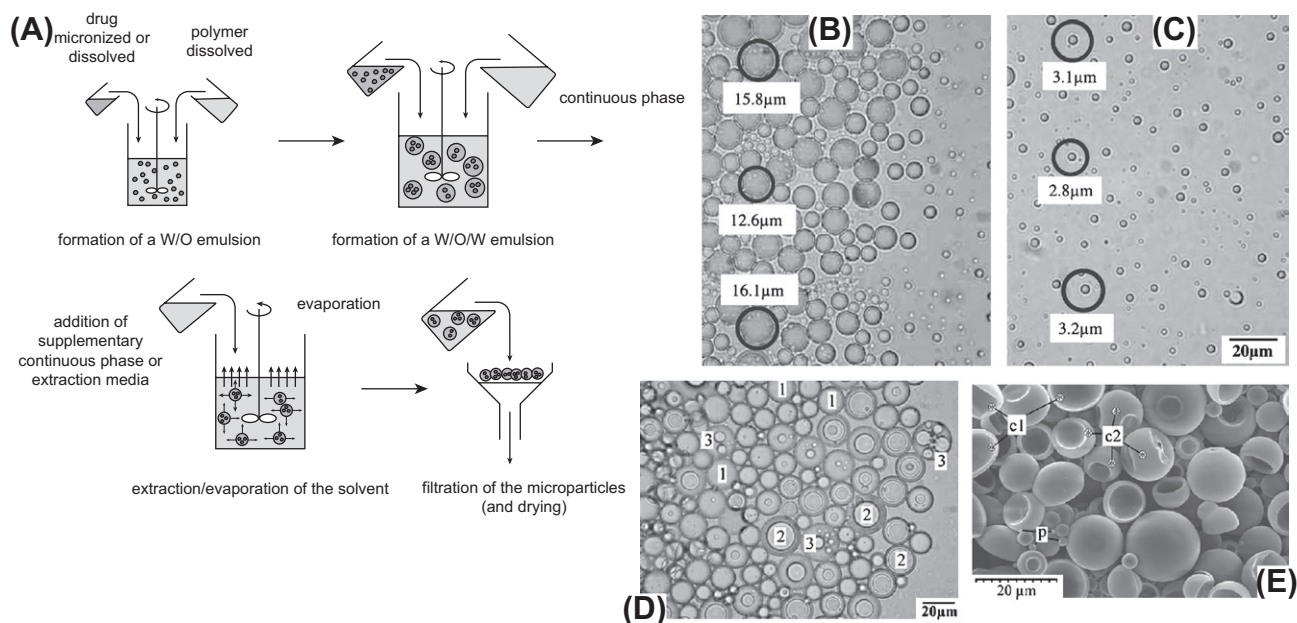 (A)
drug
micronized or
dissolved
polymer
dissolved
continuous phase
formation of a W/O emulsion
formation of a W/O/W emulsion
addition of
supplementary
continuous phase or
extraction media
evaporation
extraction/evaporation of the solvent
filtration of the microparticles
(and drying)
(B)
15.8µm
12.6µm
16.1µm
(C)
3.1µm
2.8µm
3.2µm
20µm
1
1
3
3
1
2
2
3
2
(D)
20µm
c1
c2
p
20 µm
(E)